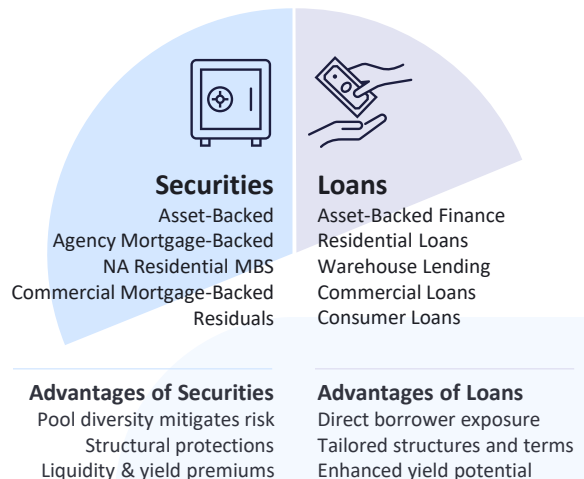 Securities
Asset-Backed
Agency Mortgage-Backed
NA Residential MBS
Commercial Mortgage-Backed
Residuals
Loans
Asset-Backed Finance
Residential Loans
Warehouse Lending
Commercial Loans
Consumer Loans
Advantages of Securities
Pool diversity mitigates risk
Structural protections
Liquidity & yield premiums
Advantages of Loans
Direct borrower exposure
Tailored structures and terms
Enhanced yield potential